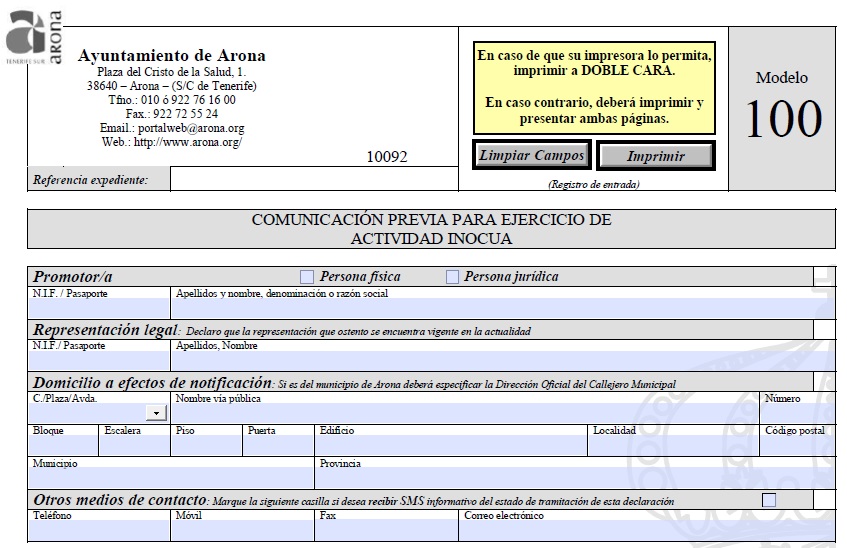 arona
TENERIFE SUR
Ayuntamiento de Arona
Plaza del Cristo de la Salud, 1.
38640 – Arona – (S/C de Tenerife)
Tfno.: 010 ó 922 76 16 00
Fax.: 922 72 55 24
Email.: portalweb@arona.org
Web.: http://www.arona.org/
10092
Referencia expediente:
En caso de que su impresora lo permita,
imprimir a DOBLE CARA.
En caso contrario, deberá imprimir y
presentar ambas páginas.
Limpiar Campos Imprimir
(Registro de entrada)
Modelo
100
COMUNICACIÓN PREVIA PARA EJERCICIO DE
ACTIVIDAD INOCUA
Promotor/a Persona física Persona jurídica
N.I.F. / Pasaporte Apellidos y nombre, denominación o razón social
Representación legal: Declaro que la representación que ostento se encuentra vigente en la actualidad
N.I.F./ Pasaporte Apellidos, Nombre
Domicilio a efectos de notificación: Si es del municipio de Arona deberá especificar la Dirección Oficial del Callejero Municipal
C./Plaza/Avda. Nombre vía pública Número
Bloque Escalera Piso Puerta Edificio Localidad Código postal
Municipio Provincia
Otros medios de contacto: Marque la siguiente casilla si desea recibir SMS informativo del estado de tramitación de esta declaración
Teléfono Móvil Fax Correo electrónico